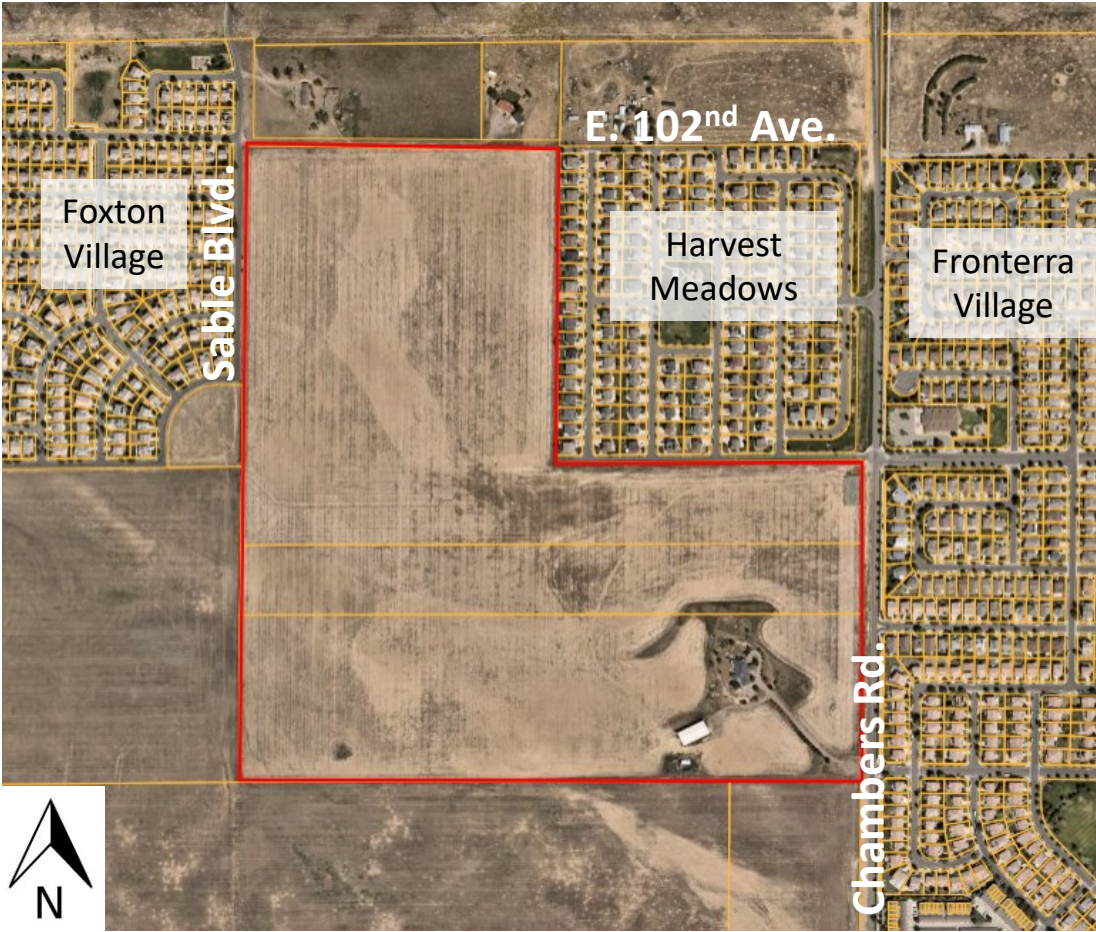 E. 102nd Ave.
Foxton
Village
Sable Blvd.
Harvest
Meadows
Fronterra
Village
Chambers Rd.
N